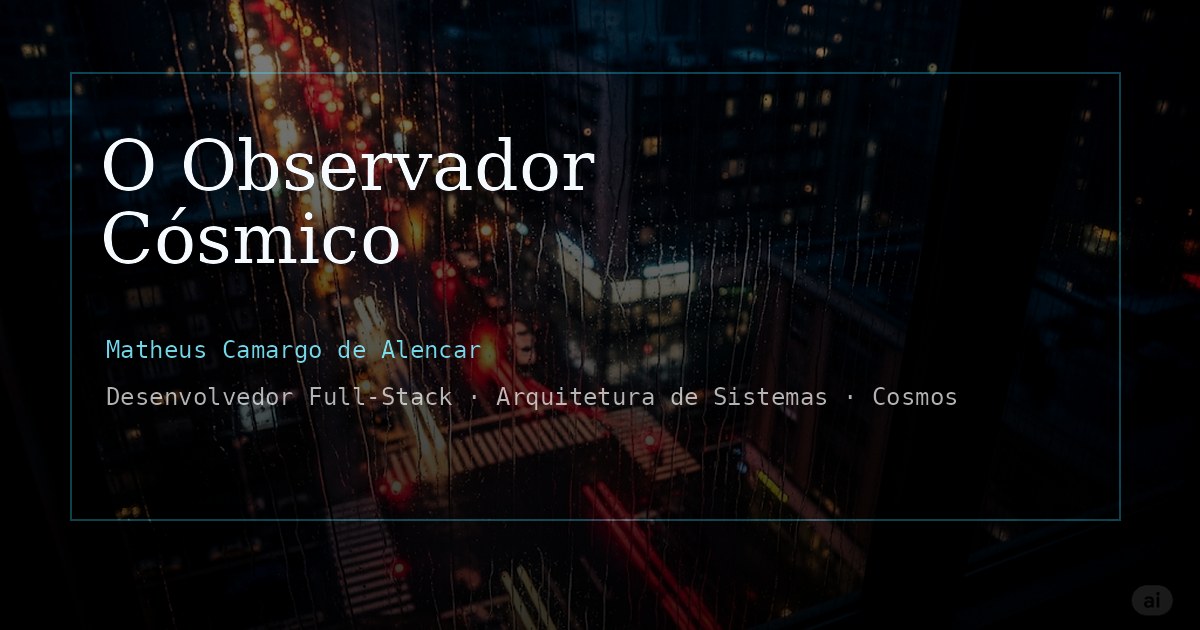 O Observador
Cósmico
Matheus Camargo de Alencar
Desenvolvedor Full-Stack · Arquitetura de Sistemas · Cosmos
ai